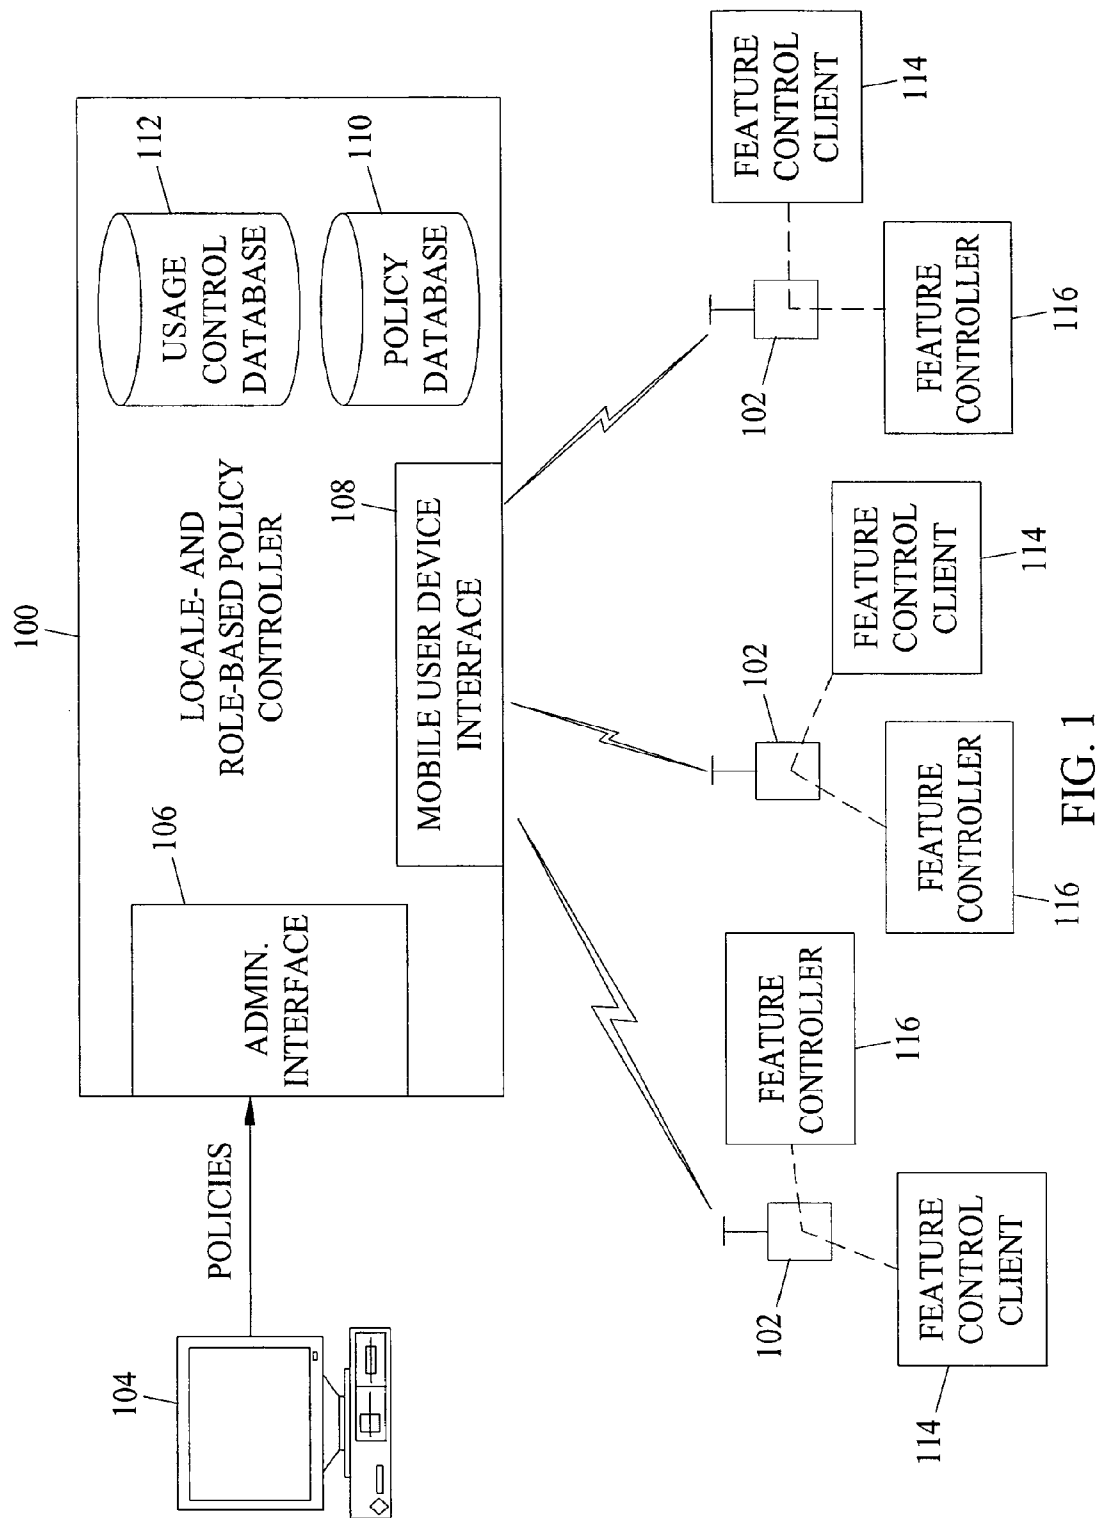 100
LOCALE- AND
ROLE-BASED POLICY
CONTROLLER
112
USAGE
CONTROL
DATABASE
110
POLICY
DATABASE
106
ADMIN.
INTERFACE
108
MOBILE USER DEVICE
INTERFACE
104
POLICIES
102
FEATURE
CONTROLLER
116
FEATURE
CONTROL
CLIENT
114
102
FEATURE
CONTROL
CLIENT
114
FEATURE
CONTROLLER
116
102
FEATURE
CONTROL
CLIENT
114
FEATURE
CONTROLLER
116
FIG. 1